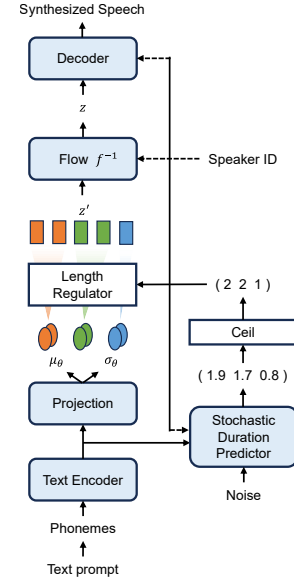 Synthesized Speech
Decoder
z
Flow f⁻¹
Speaker ID
z′
Length
Regulator
( 2 2 1 )
Ceil
μθ
σθ
( 1.9 1.7 0.8 )
Projection
Stochastic
Duration
Predictor
Text Encoder
Noise
Phonemes
Text prompt